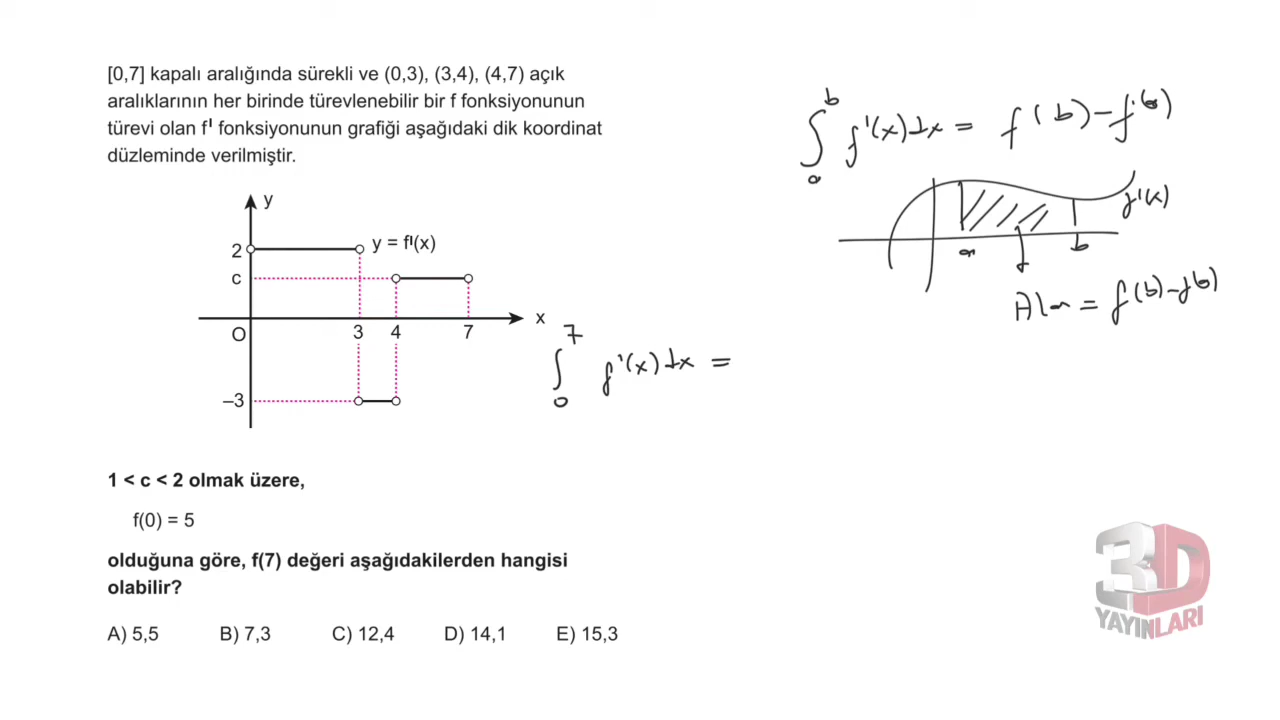 [0,7] kapalı aralığında sürekli ve (0,3), (3,4), (4,7) açık
aralıklarının her birinde türevlenebilir bir f fonksiyonunun
türevi olan f' fonksiyonunun grafiği aşağıdaki dik koordinat
düzleminde verilmiştir.
y
2
y = f'(x)
c
O
3
4
7
x
–3
1 < c < 2 olmak üzere,
f(0) = 5
olduğuna göre, f(7) değeri aşağıdakilerden hangisi
olabilir?
A) 5,5 B) 7,3 C) 12,4 D) 14,1 E) 15,3
∫₀⁷ f'(x) dx =
∫ₐᵇ f'(x) dx = f(b) – f(a)
f'(x)
a
b
Alan = f(b) – f(a)
3D
YAYINLARI